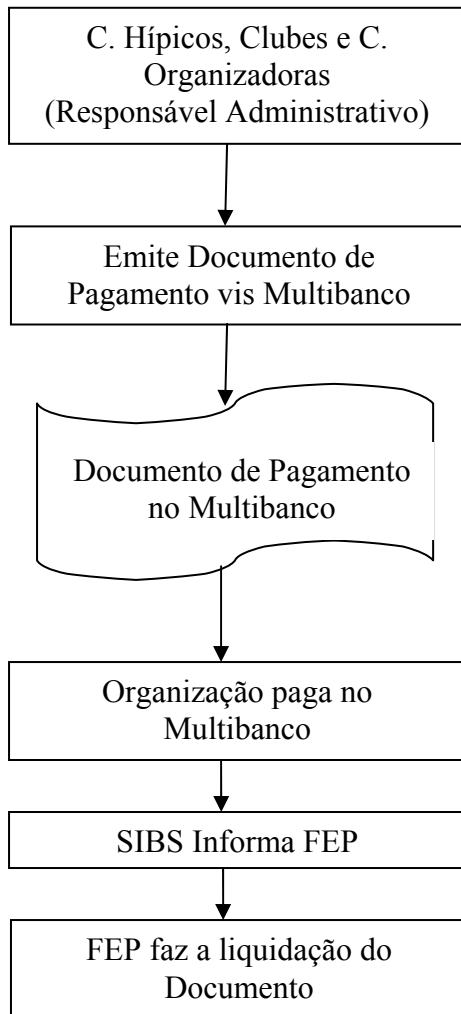 C. Hípicos, Clubes e C.
Organizadoras
(Responsável Administrativo)
Emite Documento de
Pagamento vis Multibanco
Documento de Pagamento
no Multibanco
Organização paga no
Multibanco
SIBS Informa FEP
FEP faz a liquidação do
Documento